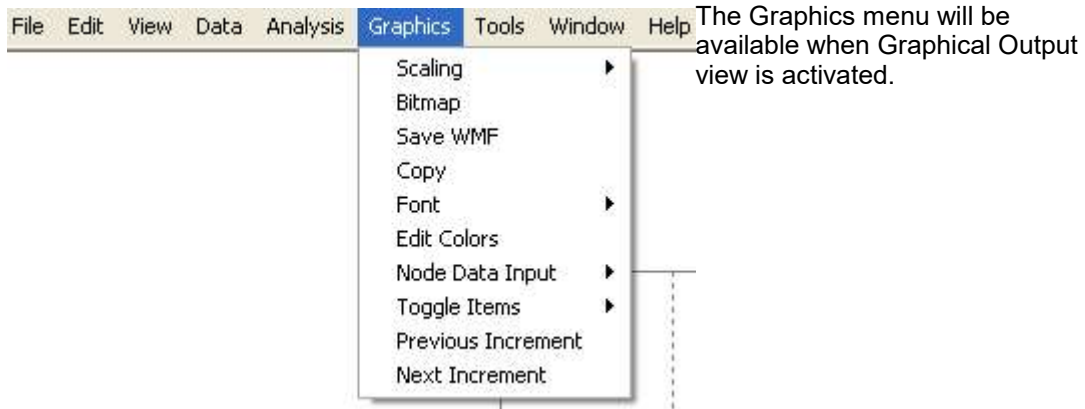 File Edit View Data Analysis Graphics Tools Window Help
The Graphics menu will be
available when Graphical Output
view is activated.
Scaling
Bitmap
Save WMF
Copy
Font
Edit Colors
Node Data Input
Toggle Items
Previous Increment
Next Increment